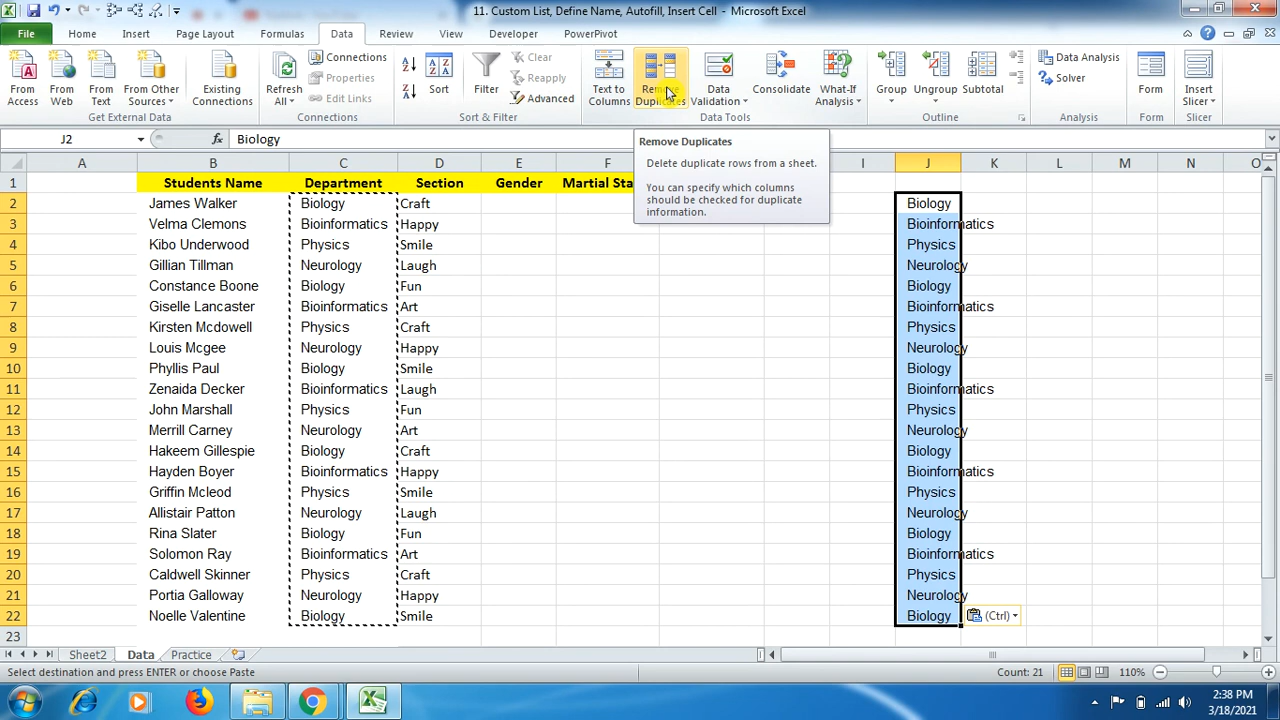 11. Custom List, Define Name, Autofill, Insert Cell - Microsoft Excel
File Home Insert Page Layout Formulas Data Review View Developer PowerPivot
From Access
From Web
From Text
From Other Sources
Existing Connections
Get External Data
Refresh All
Connections
Properties
Edit Links
Connections
Sort
Filter
Clear
Reapply
Advanced
Sort & Filter
Text to Columns
Remove Duplicates
Data Validation
Consolidate
What-If Analysis
Data Tools
Group
Ungroup
Subtotal
Outline
Data Analysis
Solver
Analysis
Form
Form
Insert Slicer
Slicer
J2 fx Biology
Remove Duplicates
Delete duplicate rows from a sheet.
You can specify which columns
should be checked for duplicate
information.
A B C D E F I J K L M N O
1 Students Name Department Section Gender Martial Sta
2 James Walker Biology Craft Biology
3 Velma Clemons Bioinformatics Happy Bioinformatics
4 Kibo Underwood Physics Smile Physics
5 Gillian Tillman Neurology Laugh Neurology
6 Constance Boone Biology Fun Biology
7 Giselle Lancaster Bioinformatics Art Bioinformatics
8 Kirsten Mcdowell Physics Craft Physics
9 Louis Mcgee Neurology Happy Neurology
10 Phyllis Paul Biology Smile Biology
11 Zenaida Decker Bioinformatics Laugh Bioinformatics
12 John Marshall Physics Fun Physics
13 Merrill Carney Neurology Art Neurology
14 Hakeem Gillespie Biology Craft Biology
15 Hayden Boyer Bioinformatics Happy Bioinformatics
16 Griffin Mcleod Physics Smile Physics
17 Allistair Patton Neurology Laugh Neurology
18 Rina Slater Biology Fun Biology
19 Solomon Ray Bioinformatics Art Bioinformatics
20 Caldwell Skinner Physics Craft Physics
21 Portia Galloway Neurology Happy Neurology
22 Noelle Valentine Biology Smile Biology (Ctrl)
23
Sheet2 Data Practice
Select destination and press ENTER or choose Paste Count: 21 110%
2:38 PM
3/18/2021